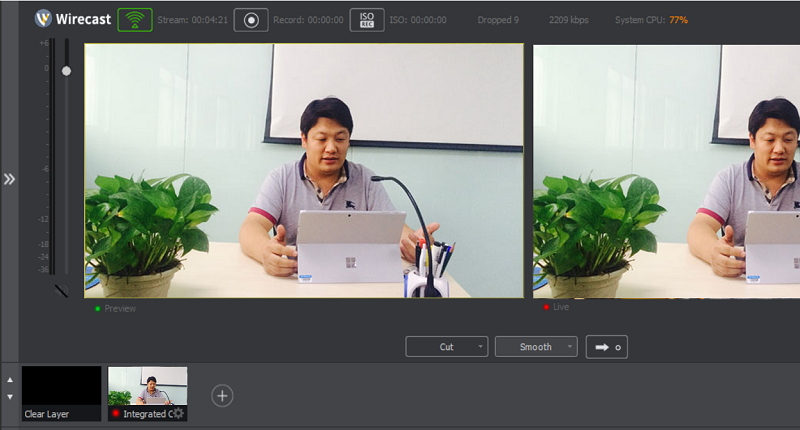 Wirecast Stream: 00:04:21 Record: 00:00:00 ISO REC ISO: 00:00:00 Dropped 9 2209 kbps System CPU: 77%
+6
0
-6
-12
-18
-24
-36
Preview
Live
Cut Smooth
Clear Layer Integrated C